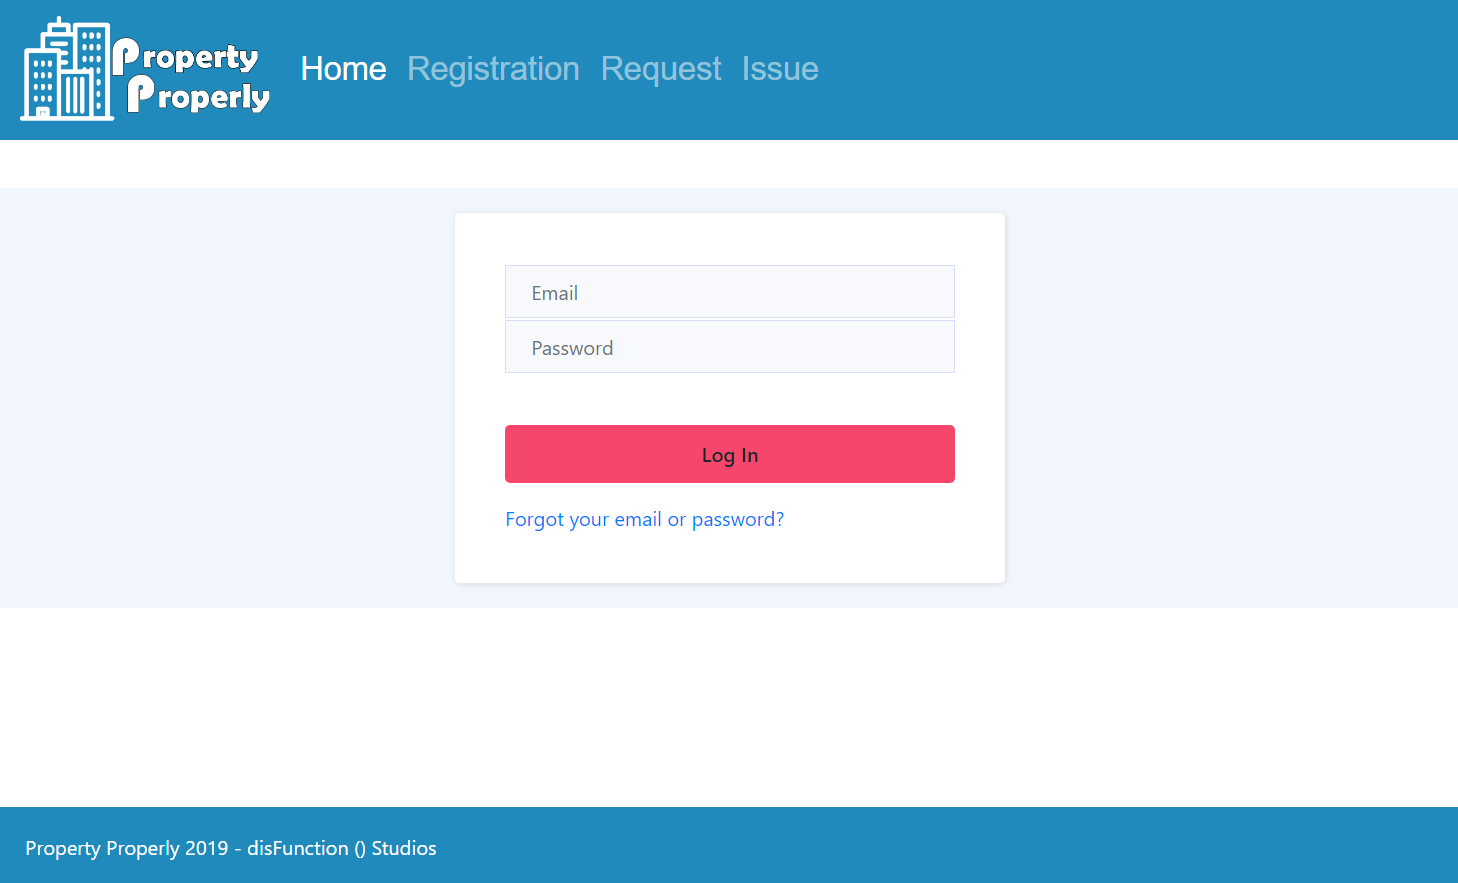 Property
Properly
Home Registration Request Issue
Email
Password
Log In
Forgot your email or password?
Property Properly 2019 - disFunction () Studios